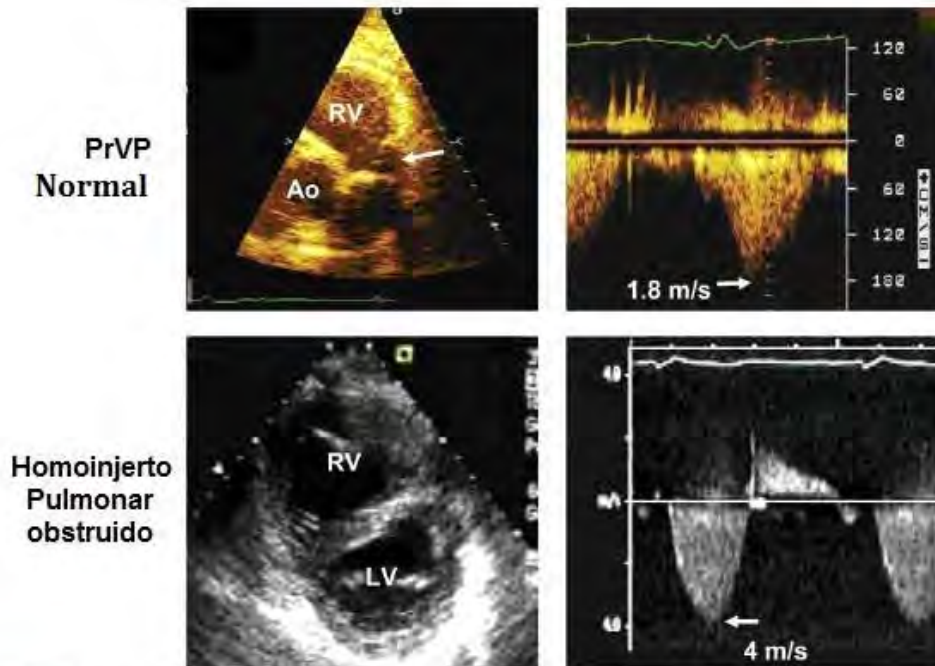 PrVP
Normal
RV
Ao
120
60
0
60
120
180
1.8 m/s
Homoinjerto
Pulmonar
obstruido
RV
LV
4 m/s